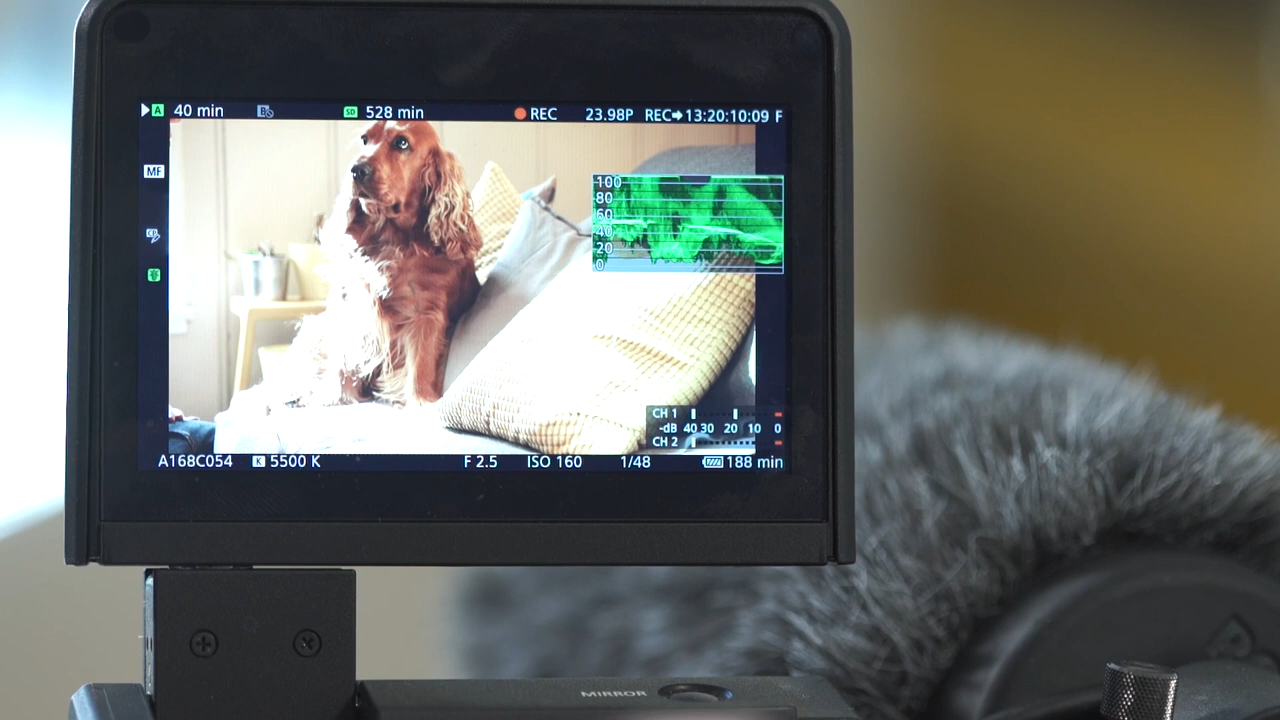 A 40 min B SD 528 min REC 23.98P REC➡13:20:10:09 F
MF
100
80
60
40
20
0
CH 1
-dB 40 30 20 10 0
CH 2
A168C054 K 5500 K F 2.5 ISO 160 1/48 188 min
MIRROR